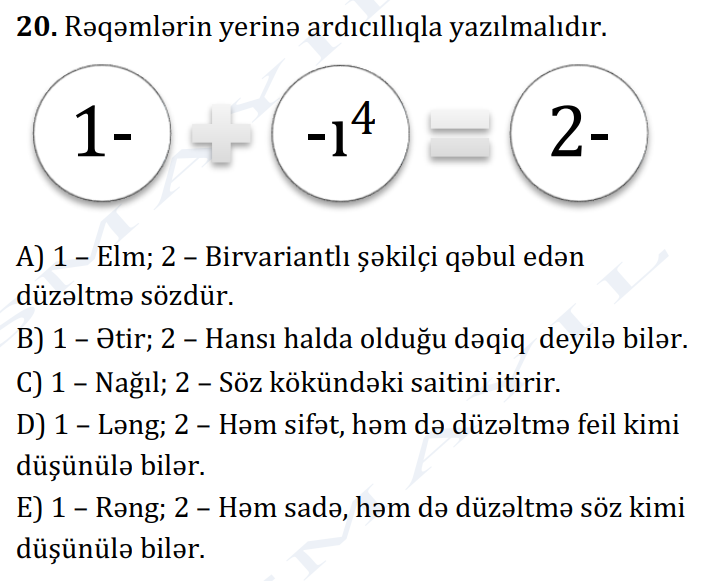 20. Rəqəmlərin yerinə ardıcıllıqla yazılmalıdır.
1- + -ı⁴ = 2-
A) 1 – Elm; 2 – Birvariantlı şəkilçi qəbul edən
düzəltmə sözdür.
B) 1 – Ətir; 2 – Hansı halda olduğu dəqiq deyilə bilər.
C) 1 – Nağıl; 2 – Söz kökündəki saitini itirir.
D) 1 – Ləng; 2 – Həm sifət, həm də düzəltmə feil kimi
düşünülə bilər.
E) 1 – Rəng; 2 – Həm sadə, həm də düzəltmə söz kimi
düşünülə bilər.